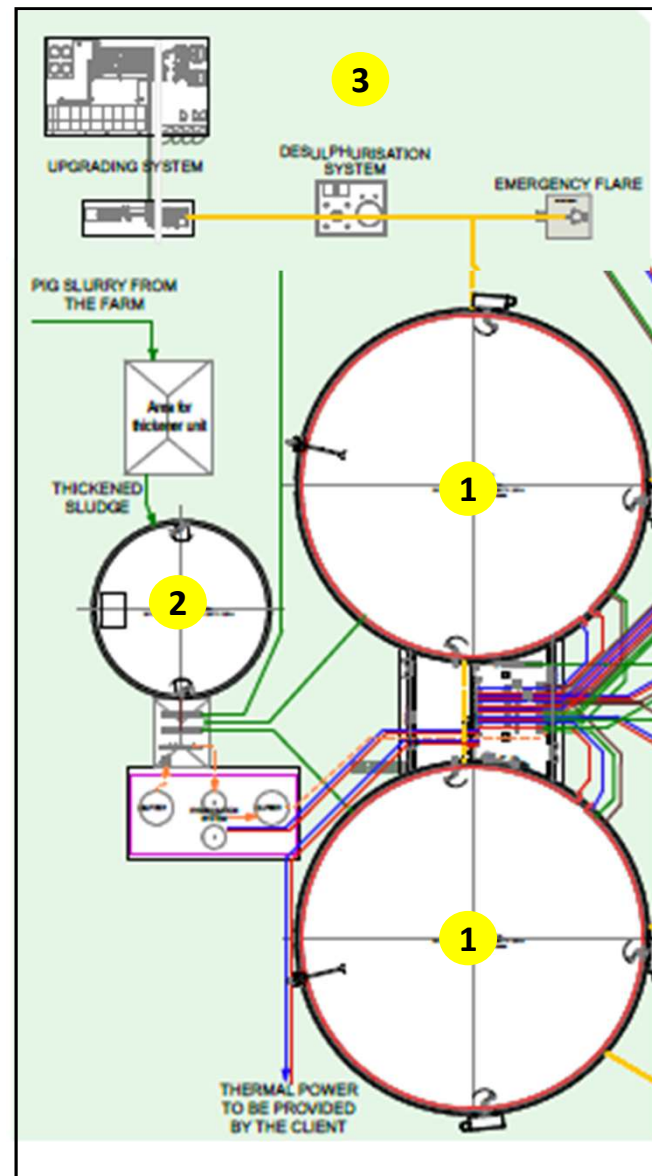 3
UPGRADING SYSTEM
DESULPHURISATION
SYSTEM
EMERGENCY FLARE
PIG SLURRY FROM
THE FARM
Area for
thickener unit
THICKENED
SLUDGE
1
2
1
THERMAL POWER
TO BE PROVIDED
BY THE CLIENT